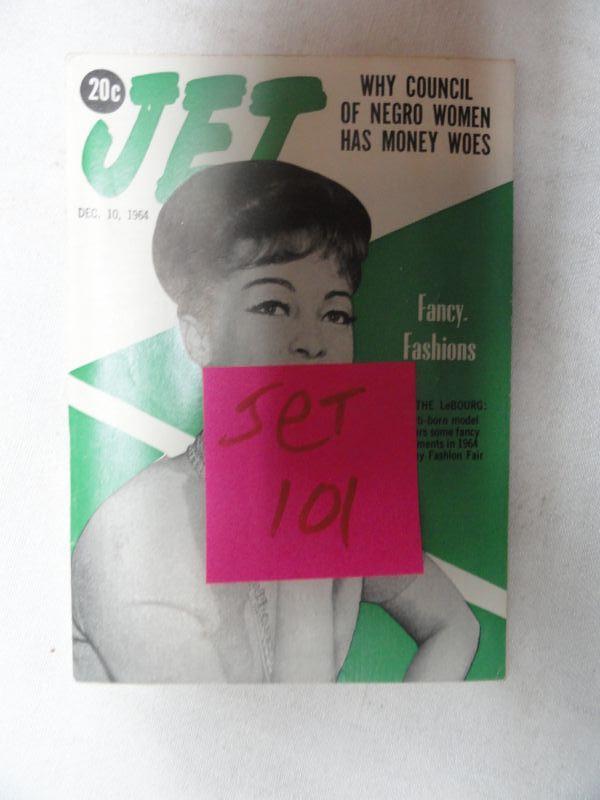 20c
JET
WHY COUNCIL
OF NEGRO WOMEN
HAS MONEY WOES
DEC. 10, 1964
Fancy
Fashions
THE LeBOURG:
-born model
some fancy
in 1964
Fashion Fair
JeT
101